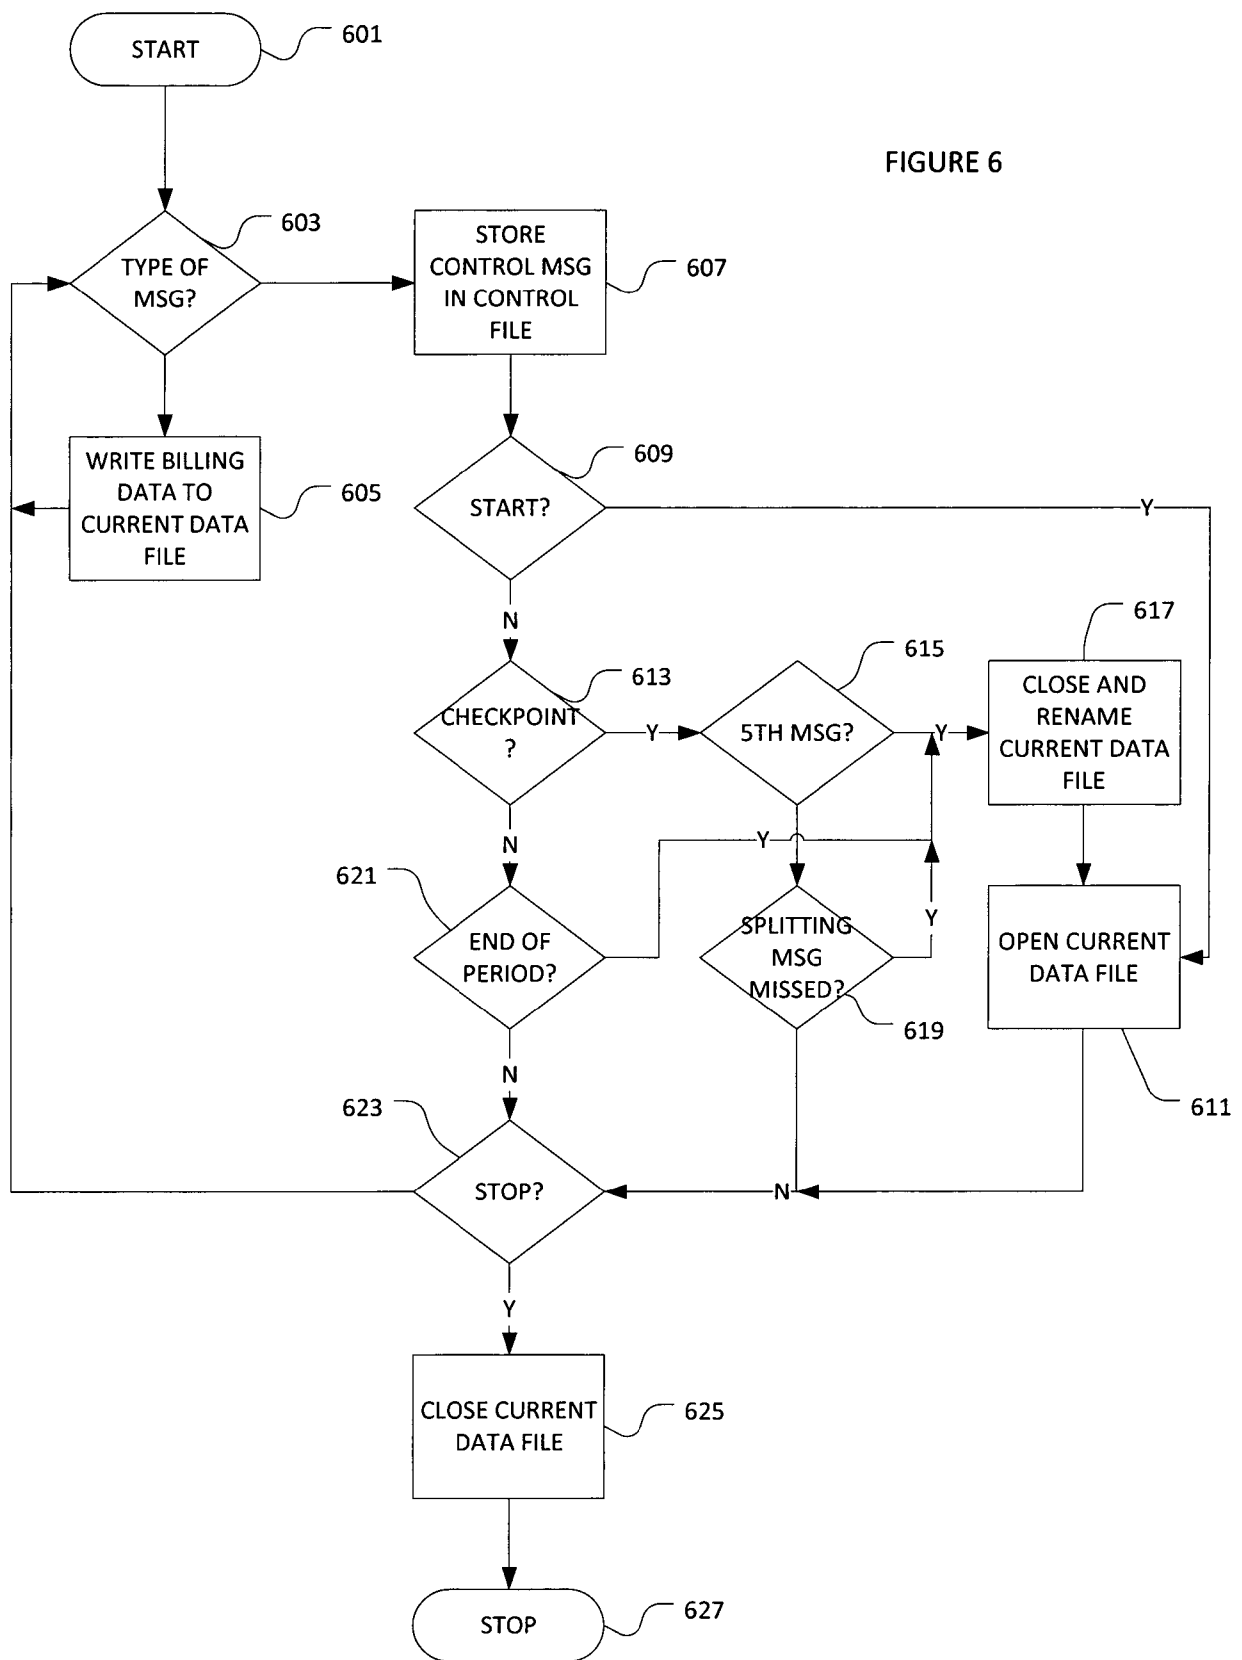 START
601
FIGURE 6
603
TYPE OF
MSG?
STORE
CONTROL MSG
IN CONTROL
FILE
607
WRITE BILLING
DATA TO
CURRENT DATA
FILE
605
609
START?
Y
N
617
615
613
CHECKPOINT
?
Y
5TH MSG?
Y
CLOSE AND
RENAME
CURRENT DATA
FILE
N
Y
621
END OF
PERIOD?
SPLITTING
MSG
MISSED?
Y
619
OPEN CURRENT
DATA FILE
611
N
623
STOP?
N
Y
CLOSE CURRENT
DATA FILE
625
STOP
627